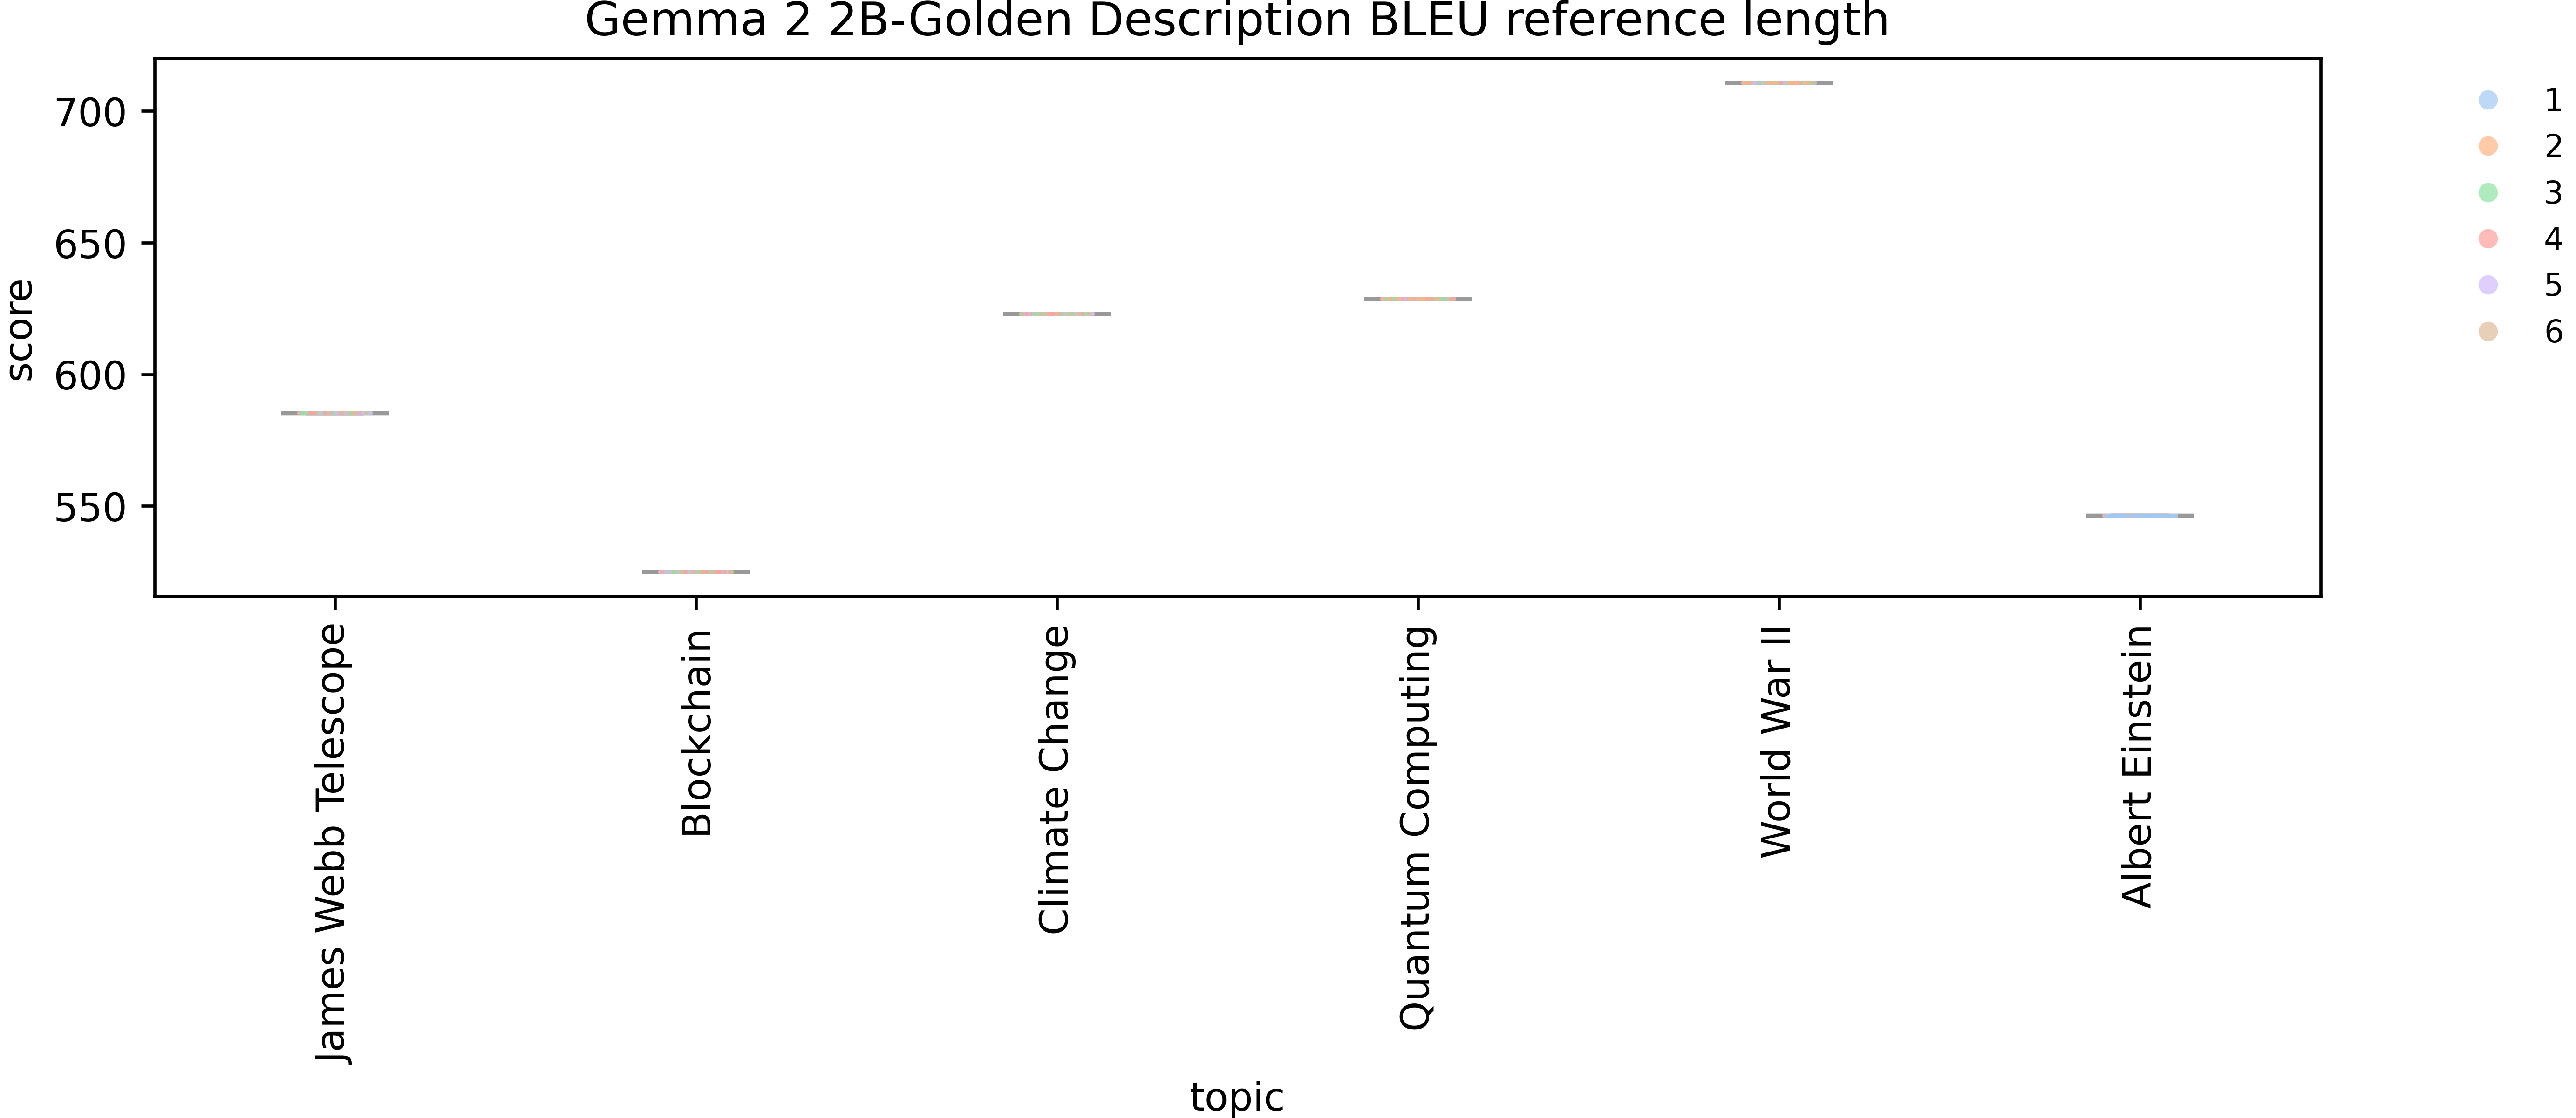 Gemma 2 2B-Golden Description BLEU reference length
score
700
650
600
550
James Webb Telescope
Blockchain
Climate Change
Quantum Computing
World War II
Albert Einstein
topic
1
2
3
4
5
6